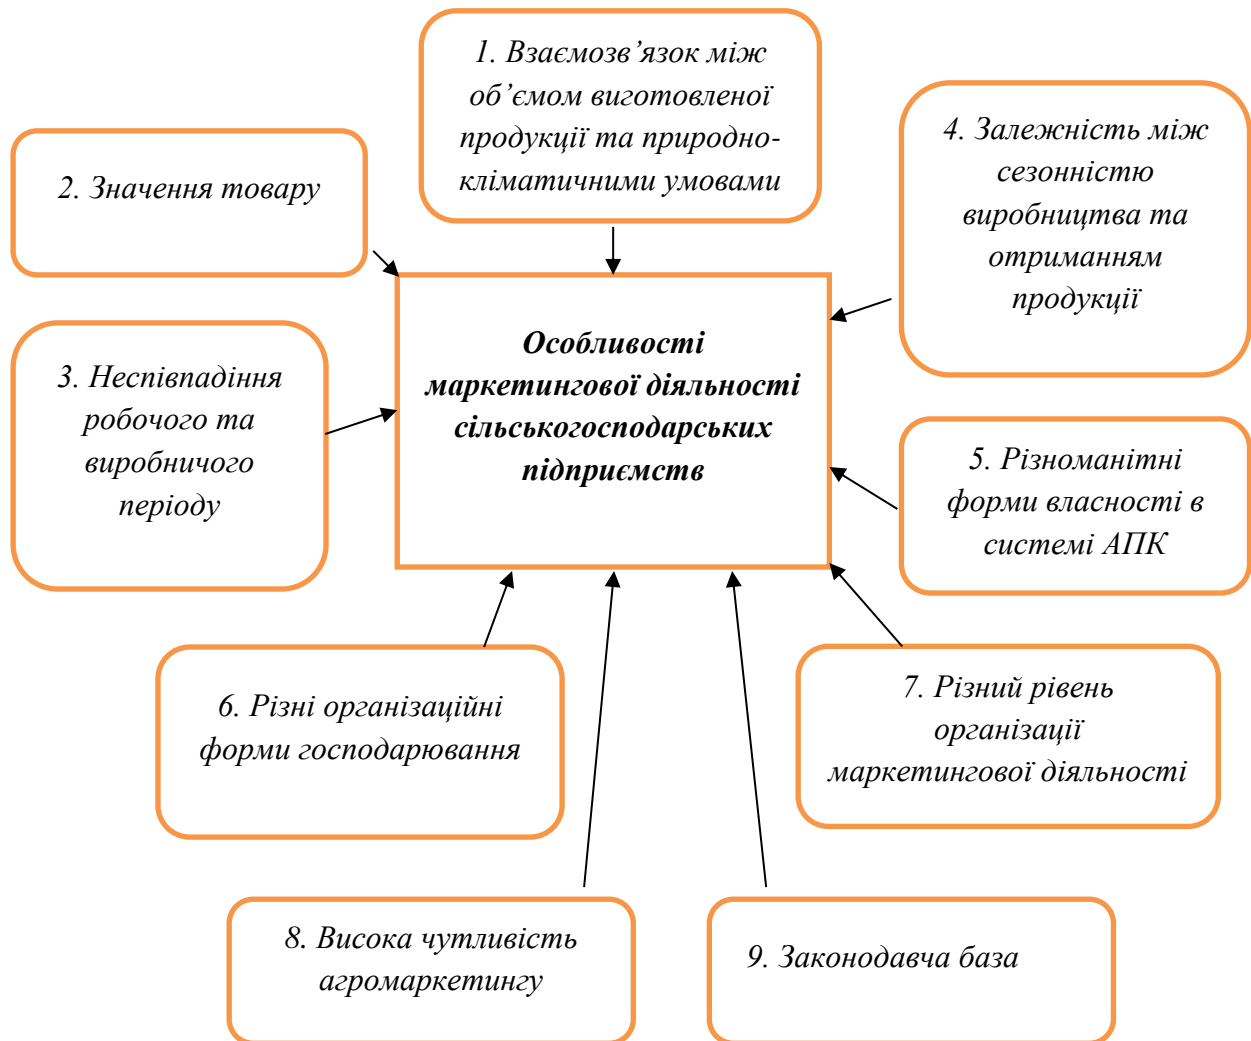 1. Взаємозв’язок між
об’ємом виготовленої
продукції та природно-
кліматичними умовами
2. Значення товару
3. Неспівпадіння
робочого та
виробничого
періоду
4. Залежність між
сезонністю
виробництва та
отриманням
продукції
Особливості
маркетингової діяльності
сільськогосподарських
підприємств
5. Різноманітні
форми власності в
системі АПК
6. Різні організаційні
форми господарювання
7. Різний рівень
організації
маркетингової діяльності
8. Висока чутливість
агромаркетингу
9. Законодавча база